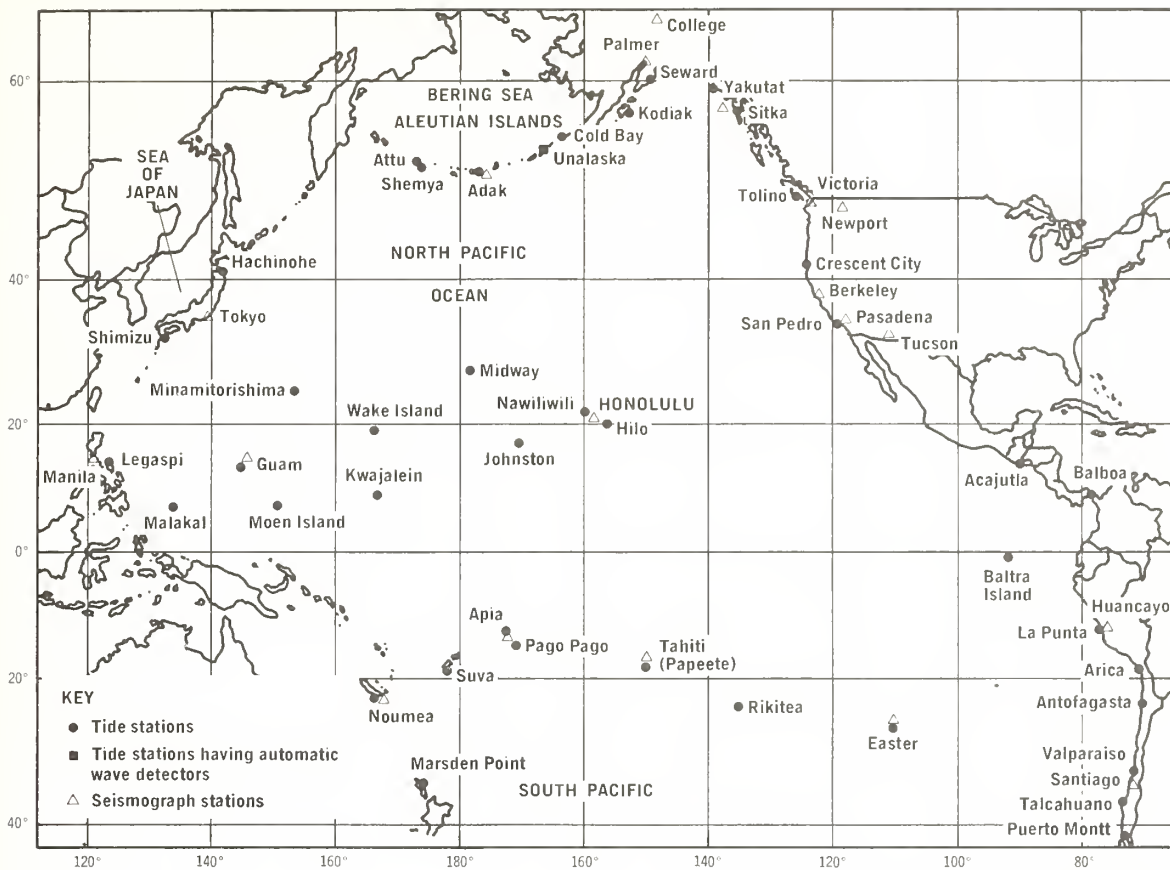 College
Palmer
Seward
60°
Yakutat
BERING SEA
ALEUTIAN ISLANDS
Kodiak
Sitka
Cold Bay
Unalaska
SEA
OF
JAPAN
Attu
Shemya
Adak
Victoria
Tolino
Newport
NORTH PACIFIC
Hachinohe
Crescent City
40°
OCEAN
Berkeley
Tokyo
San Pedro
Pasadena
Shimizu
Tucson
Midway
Minamitorishima
Nawiliwili
HONOLULU
Wake Island
20°
Hilo
Legaspi
Guam
Johnston
Manila
Kwajalein
Acajutla
Balboa
Malakal
Moen Island
0°
Baltra
Island
Huancayo
Apia
La Punta
Pago Pago
Tahiti
(Papeete)
Suva
Arica
20°
KEY
Noumea
Rikitea
Antofagasta
Tide stations
Easter
Tide stations having automatic
wave detectors
Marsden Point
Valparaiso
Santiago
Seismograph stations
SOUTH PACIFIC
Talcahuano
40°
Puerto Montt
120° 140° 160° 180° 160° 140° 120° 100° 80°